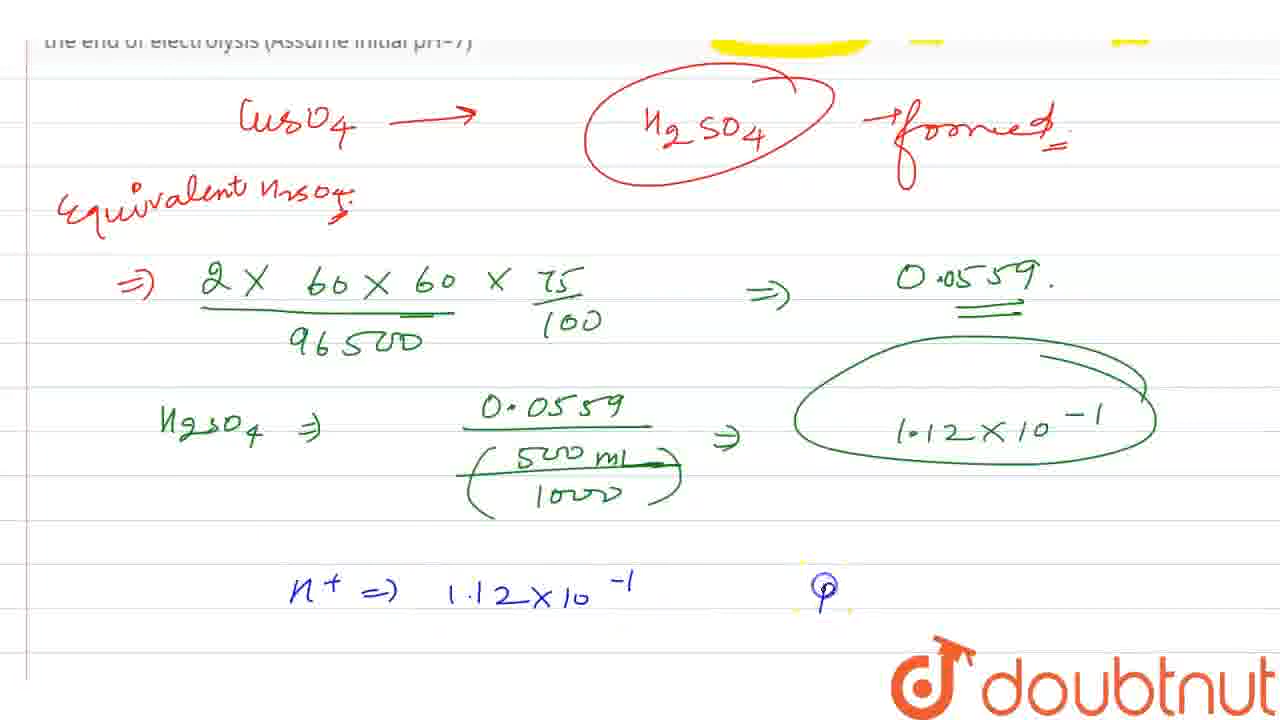 the end of electrolysis (Assume initial pH=7)
CuSO4 → H2SO4 → formed.
Equivalent H2SO4.
⇒) 2 × 60 × 60 × 75 ⇒) 0.0559.
96500 100
H2SO4 ⇒) 0.0559 ⇒) 1.12×10⁻¹
(500 ml
1000)
H+ ⇒) 1.12×10⁻¹ P
doubtnut